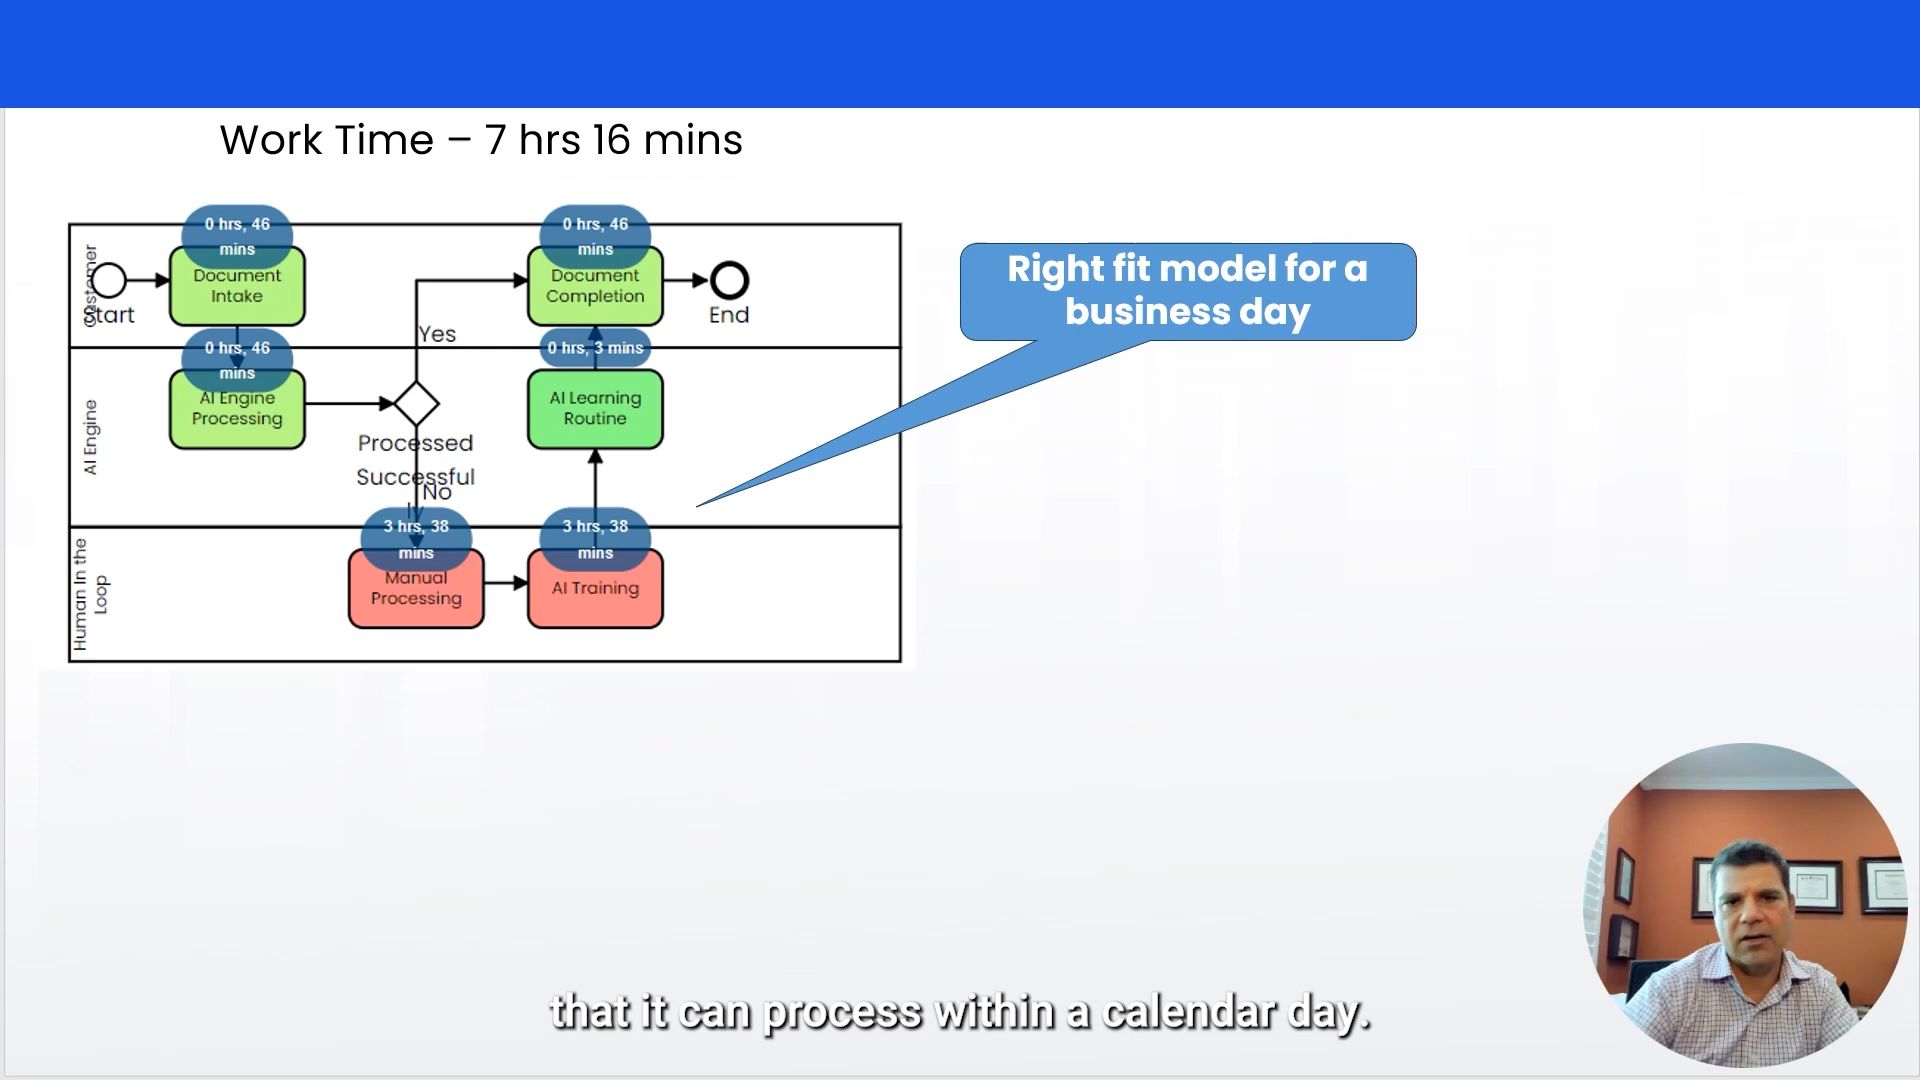 Work Time – 7 hrs 16 mins
0 hrs, 46
mins
0 hrs, 46
mins
Customer
Start
Document
Intake
Document
Completion
End
Right fit model for a
business day
Yes
0 hrs, 46
mins
0 hrs, 3 mins
AI Engine
AI Engine
Processing
AI Learning
Routine
Processed
Successful
ly
No
3 hrs, 38
mins
3 hrs, 38
mins
Human In the
Loop
Manual
Processing
AI Training
that it can process within a calendar day.